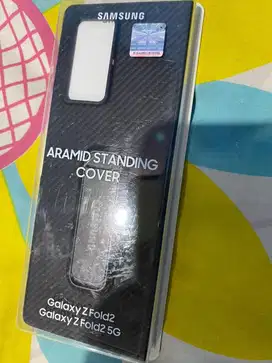 SAMSUNG
ARAMID STANDING
COVER
Galaxy Z Fold2
Galaxy Z Fold2 5G